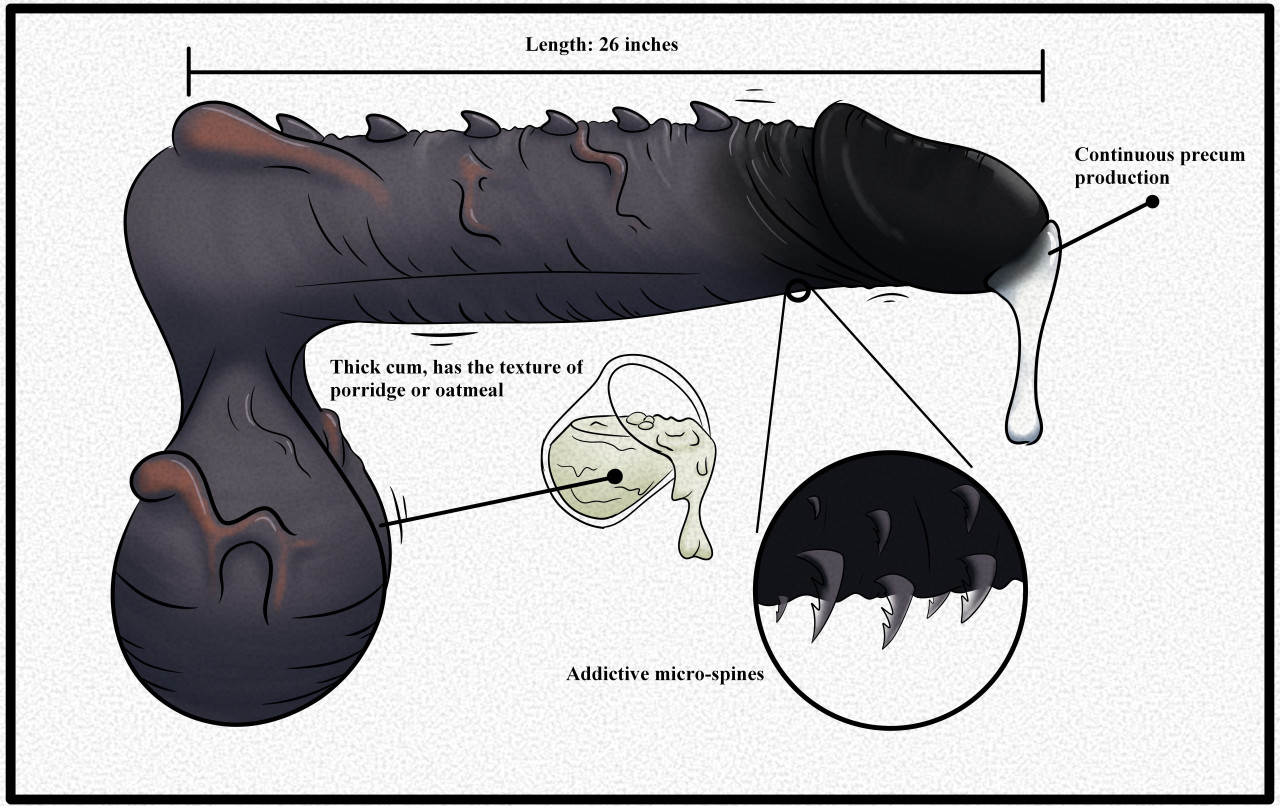 Length: 26 inches
Continuous precum
production
Thick cum, has the texture of
porridge or oatmeal
Addictive micro-spines